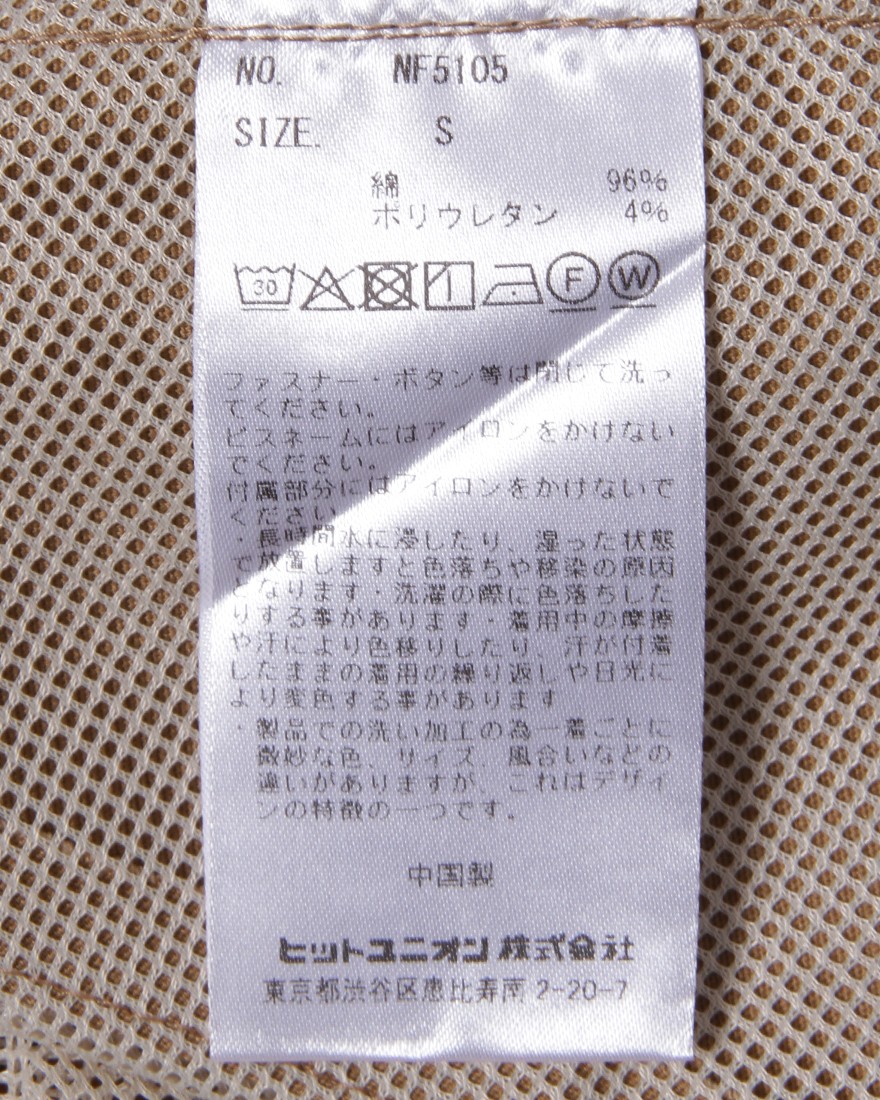 NO. NF5105
SIZE. S
綿 96%
ポリウレタン 4%
30
F W
ファスナー・ボタン等は閉じて洗っ
てください。
ビスネームにはアイロンをかけない
でください。
付属部分にはアイロンをかけないで
ください
・長時間水に浸したり、湿った状態
で放置しますと色落ちや移染の原因
となります・洗濯の際に色落ちした
りする事があります・着用中の摩擦
や汗により色移りしたり、汗が付着
したままの着用の繰り返しや日光に
より変色する事があります
・製品での洗い加工の為一着ごとに
微妙な色、サイズ、風合いなどの
違いがありますが、これはデザイ
ンの特徴の一つです。
中国製
ヒットユニオン株式会社
東京都渋谷区恵比寿南 2-20-7